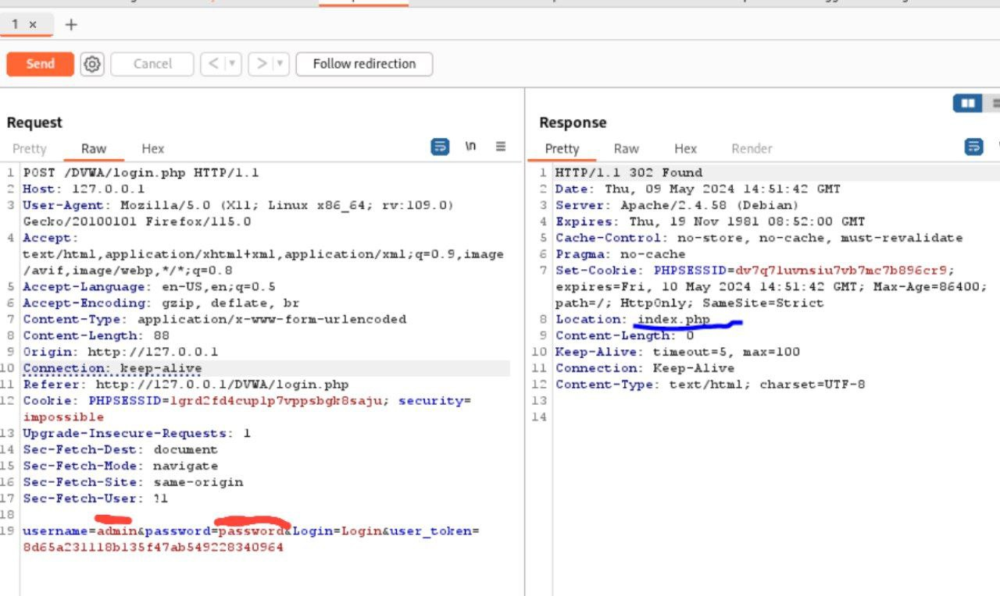 1 ×
+
Send
Cancel
<
>
Follow redirection
Request
Pretty
Raw
Hex
\n
1 POST /DVWA/login.php HTTP/1.1
2 Host: 127.0.0.1
3 User-Agent: Mozilla/5.0 (X11; Linux x86_64; rv:109.0)
Gecko/20100101 Firefox/115.0
4 Accept:
text/html,application/xhtml+xml,application/xml;q=0.9,image
/avif,image/webp,*/*;q=0.8
5 Accept-Language: en-US,en;q=0.5
6 Accept-Encoding: gzip, deflate, br
7 Content-Type: application/x-www-form-urlencoded
8 Content-Length: 88
9 Origin: http://127.0.0.1
10 Connection: keep-alive
11 Referer: http://127.0.0.1/DVWA/login.php
12 Cookie: PHPSESSID=lgrd2fd4cup1p7vppsbgk8saju; security=
impossible
13 Upgrade-Insecure-Requests: 1
14 Sec-Fetch-Dest: document
15 Sec-Fetch-Mode: navigate
16 Sec-Fetch-Site: same-origin
17 Sec-Fetch-User: ?1
18
19 username=admin&password=password&Login=Login&user_token=
8d65a231118b135f47ab549228340964
Response
Pretty
Raw
Hex
Render
1 HTTP/1.1 302 Found
2 Date: Thu, 09 May 2024 14:51:42 GMT
3 Server: Apache/2.4.58 (Debian)
4 Expires: Thu, 19 Nov 1981 08:52:00 GMT
5 Cache-Control: no-store, no-cache, must-revalidate
6 Pragma: no-cache
7 Set-Cookie: PHPSESSID=dv7q7luvnsiu7vb7mc7b896cr9;
expires=Fri, 10 May 2024 14:51:42 GMT; Max-Age=86400;
path=/; HttpOnly; SameSite=Strict
8 Location: index.php
9 Content-Length: 0
10 Keep-Alive: timeout=5, max=100
11 Connection: Keep-Alive
12 Content-Type: text/html; charset=UTF-8
13
14